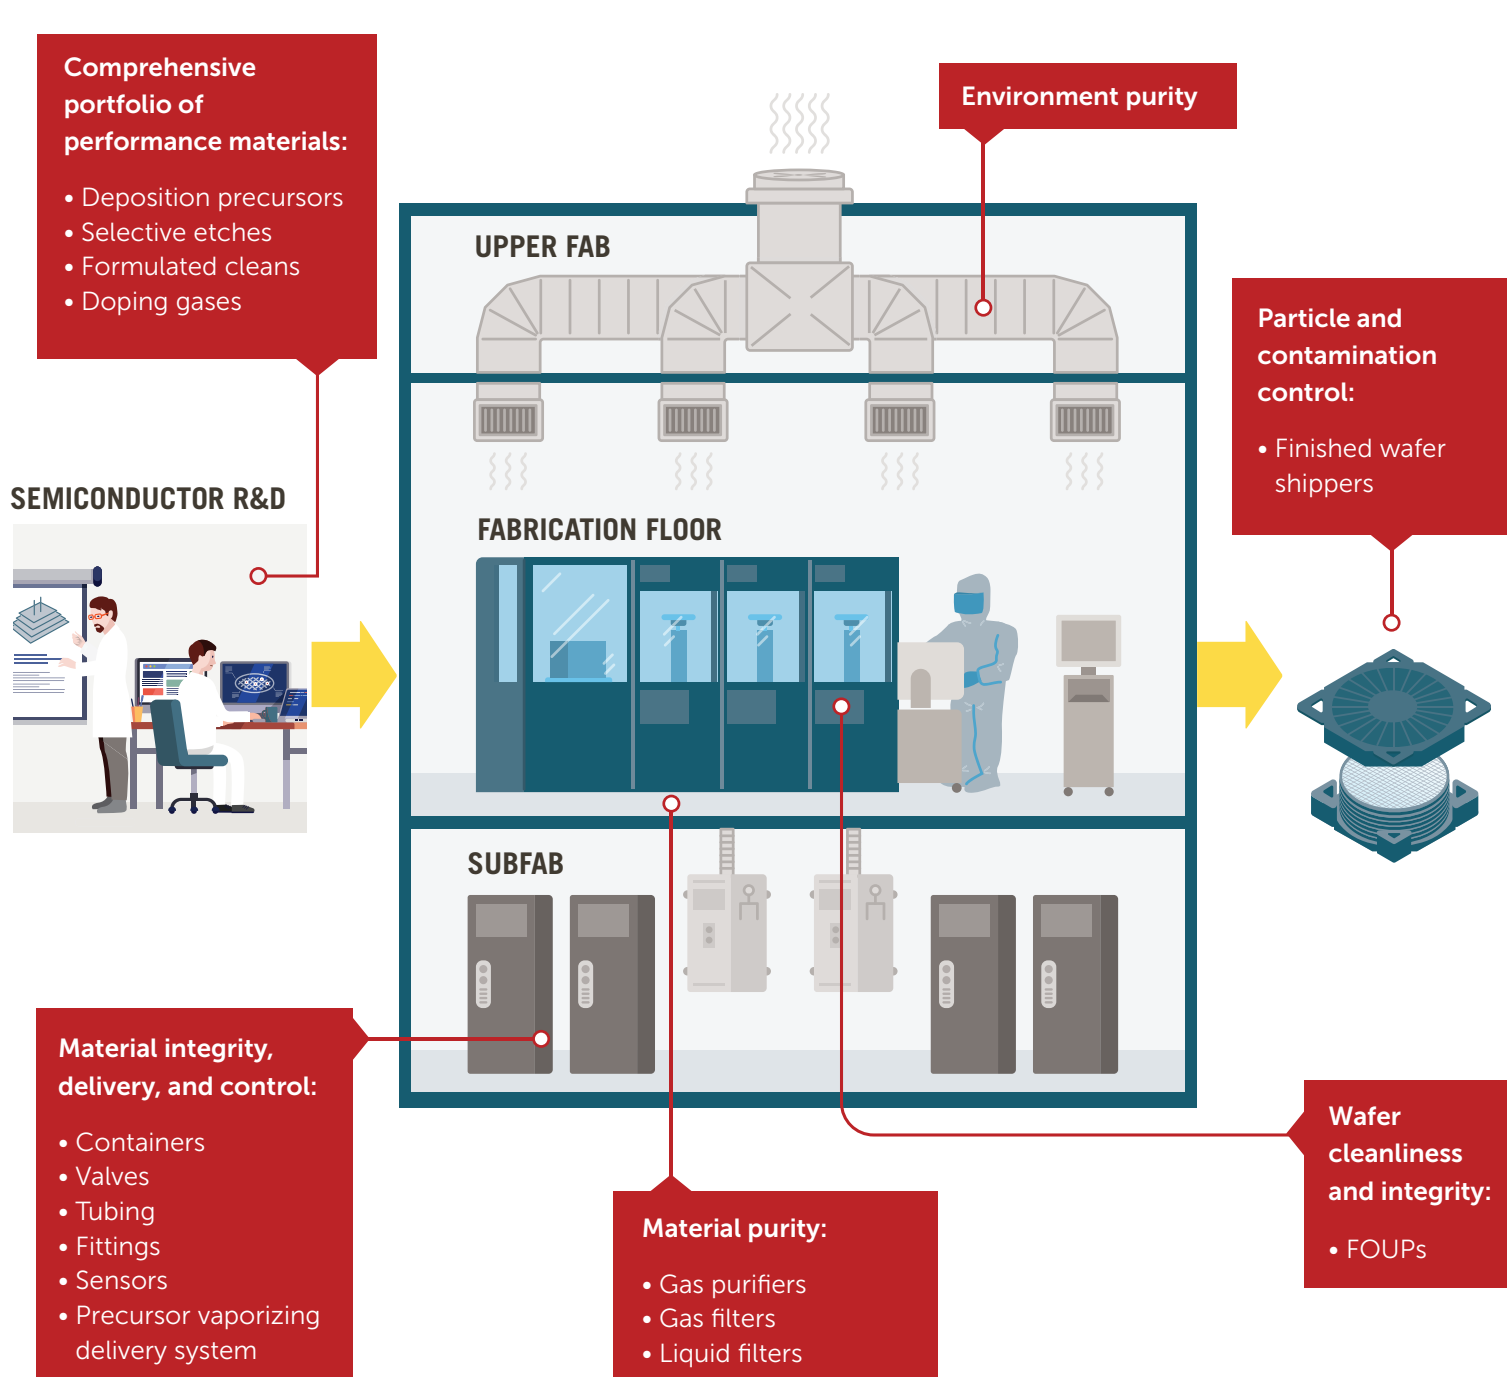 Comprehensive
portfolio of
performance materials:
• Deposition precursors
• Selective etches
• Formulated cleans
• Doping gases
Environment purity
UPPER FAB
Particle and
contamination
control:
• Finished wafer
shippers
SEMICONDUCTOR R&D
FABRICATION FLOOR
SUBFAB
Material integrity,
delivery, and control:
• Containers
• Valves
• Tubing
• Fittings
• Sensors
• Precursor vaporizing
delivery system
Material purity:
• Gas purifiers
• Gas filters
• Liquid filters
Wafer
cleanliness
and integrity:
• FOUPs